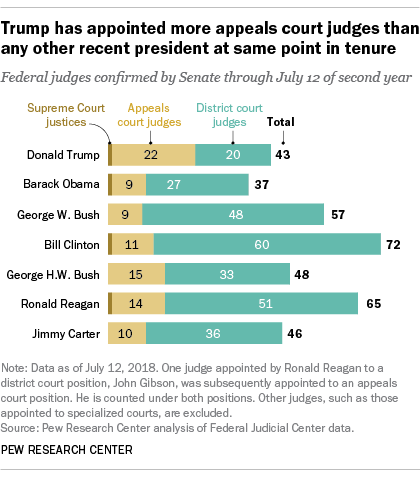 Trump has appointed more appeals court judges than
any other recent president at same point in tenure
Federal judges confirmed by Senate through July 12 of second year
Supreme Court
justices
Appeals
court judges
District court
judges
Total
Donald Trump 22 20 43
Barack Obama 9 27 37
George W. Bush 9 48 57
Bill Clinton 11 60 72
George H.W. Bush 15 33 48
Ronald Reagan 14 51 65
Jimmy Carter 10 36 46
Note: Data as of July 12, 2018. One judge appointed by Ronald Reagan to a
district court position, John Gibson, was subsequently appointed to an appeals
court position. He is counted under both positions. Other judges, such as those
appointed to specialized courts, are excluded.
Source: Pew Research Center analysis of Federal Judicial Center data.
PEW RESEARCH CENTER